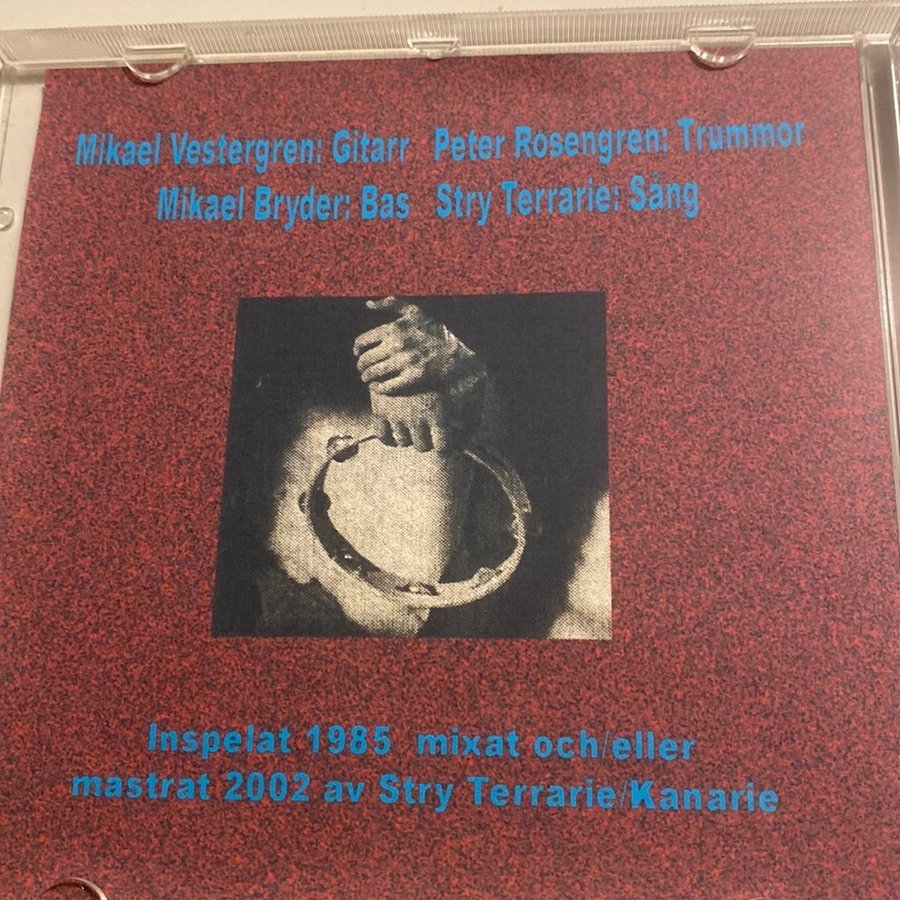 Mikael Vestergren: Gitarr Peter Rosengren: Trummor
Mikael Bryder: Bas Stry Terrarie: Sång
Inspelat 1985 mixat och/eller
mastrat 2002 av Stry Terrarie/Kanarie